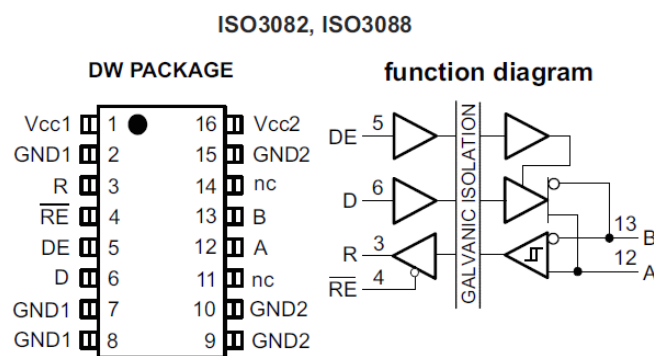 ISO3082, ISO3088
DW PACKAGE
Vcc1 1 16 Vcc2
GND1 2 15 GND2
R 3 14 nc
R̅E̅ 4 13 B
DE 5 12 A
D 6 11 nc
GND1 7 10 GND2
GND1 8 9 GND2
function diagram
DE 5
D 6
R 3
R̅E̅ 4
GALVANIC ISOLATION
13 B
12 A